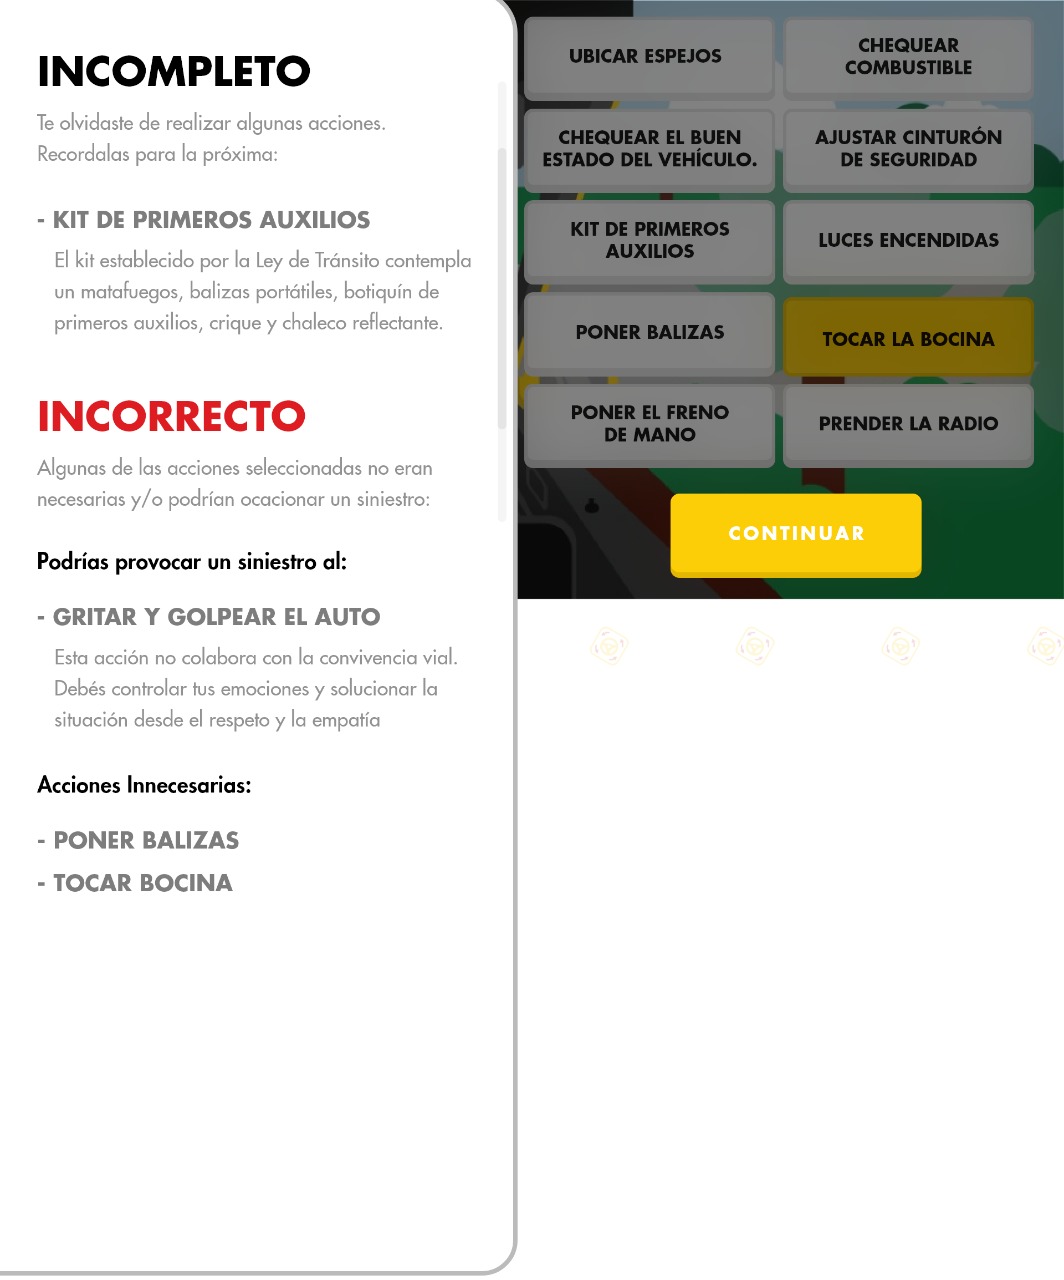 INCOMPLETO
Te olvidaste de realizar algunas acciones.
Recordalas para la próxima:
- KIT DE PRIMEROS AUXILIOS
El kit establecido por la Ley de Tránsito contempla
un matafuegos, balizas portátiles, botiquín de
primeros auxilios, crique y chaleco reflectante.
INCORRECTO
Algunas de las acciones seleccionadas no eran
necesarias y/o podrían ocacionar un siniestro:
Podrías provocar un siniestro al:
- GRITAR Y GOLPEAR EL AUTO
Esta acción no colabora con la convivencia vial.
Debés controlar tus emociones y solucionar la
situación desde el respeto y la empatía
Acciones Innecesarias:
- PONER BALIZAS
- TOCAR BOCINA
UBICAR ESPEJOS
CHEQUEAR
COMBUSTIBLE
CHEQUEAR EL BUEN
ESTADO DEL VEHÍCULO.
AJUSTAR CINTURÓN
DE SEGURIDAD
KIT DE PRIMEROS
AUXILIOS
LUCES ENCENDIDAS
PONER BALIZAS
TOCAR LA BOCINA
PONER EL FRENO
DE MANO
PRENDER LA RADIO
CONTINUAR